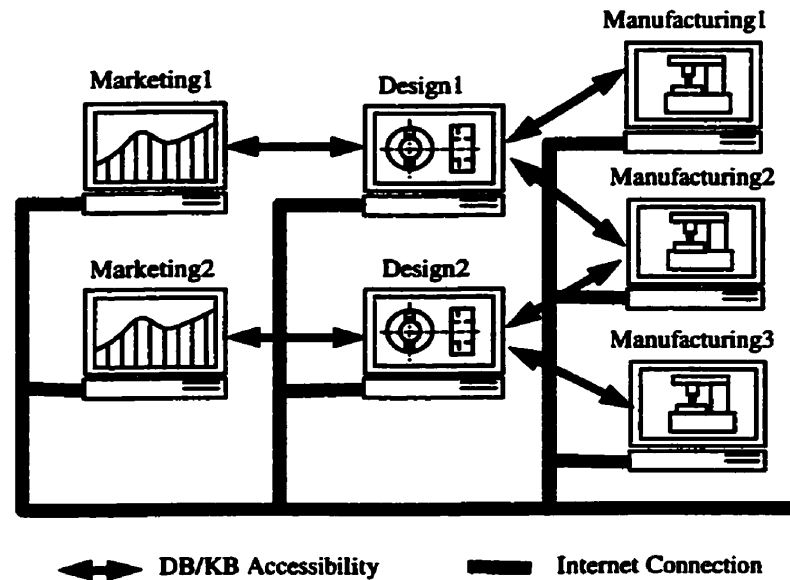 Manufacturing1
Marketing1
Design1
Manufacturing2
Marketing2
Design2
Manufacturing3
DB/KB Accessibility
Internet Connection